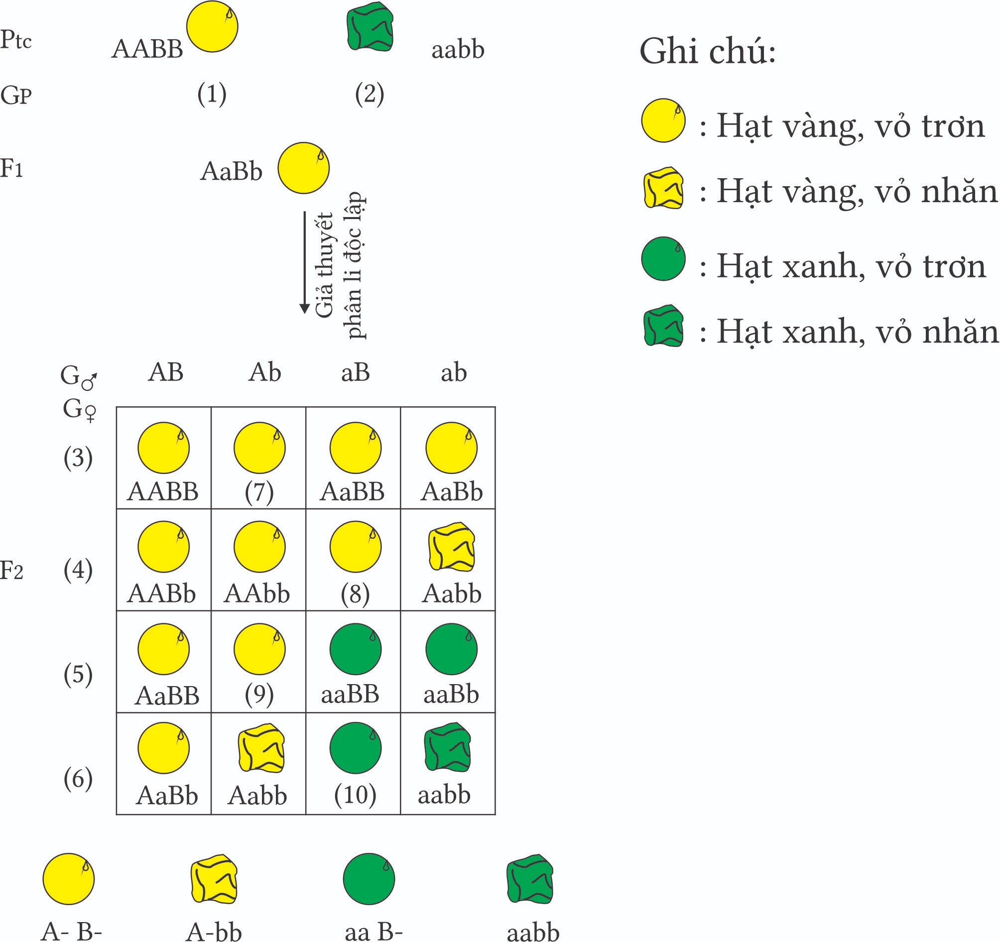 Ptc AABB aabb
GP (1) (2)
F1 AaBb
Giả thuyết
phân li độc lập
Ghi chú:
: Hạt vàng, vỏ trơn
: Hạt vàng, vỏ nhăn
: Hạt xanh, vỏ trơn
: Hạt xanh, vỏ nhăn
G♂ AB Ab aB ab
G♀
(3)
AABB (7) AaBB AaBb
F2 (4)
AABb AAbb (8) Aabb
(5)
AaBB (9) aaBB aaBb
(6)
AaBb Aabb (10) aabb
A- B- A-bb aa B- aabb